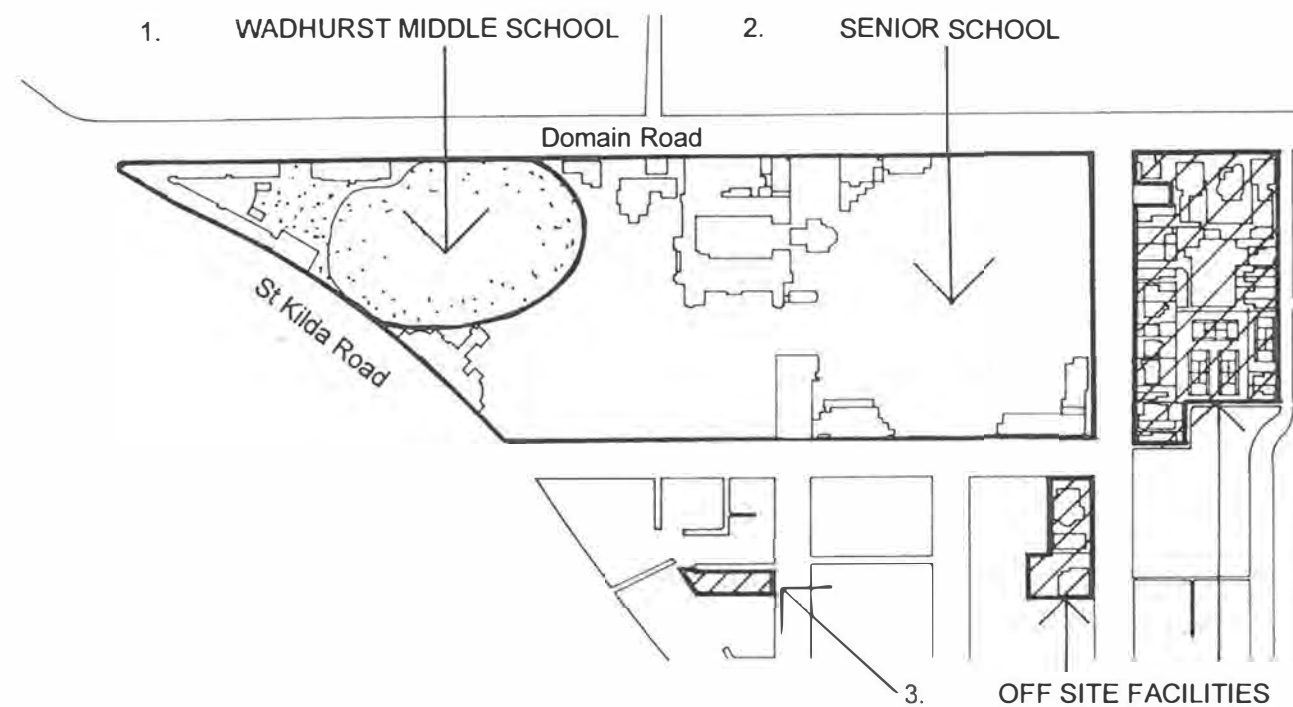 1. WADHURST MIDDLE SCHOOL 2. SENIOR SCHOOL
Domain Road
St Kilda Road
3. OFF SITE FACILITIES